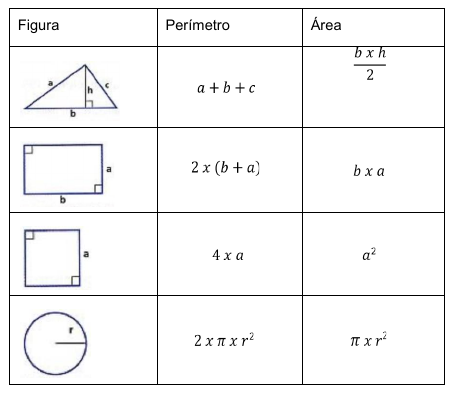 Figura Perímetro Área
a h c b
a + b + c
b x h
2
a
b
2 x (b + a)
b x a
a
4 x a
a²
r
2 x π x r²
π x r²